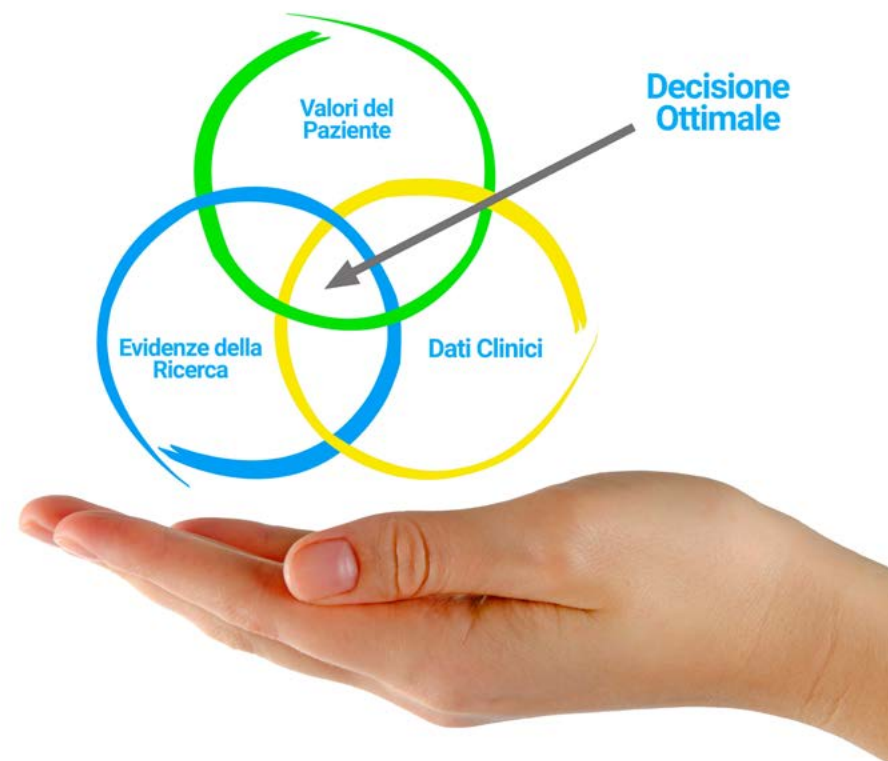 Valori del
Paziente
Decisione
Ottimale
Evidenze della
Ricerca
Dati Clinici